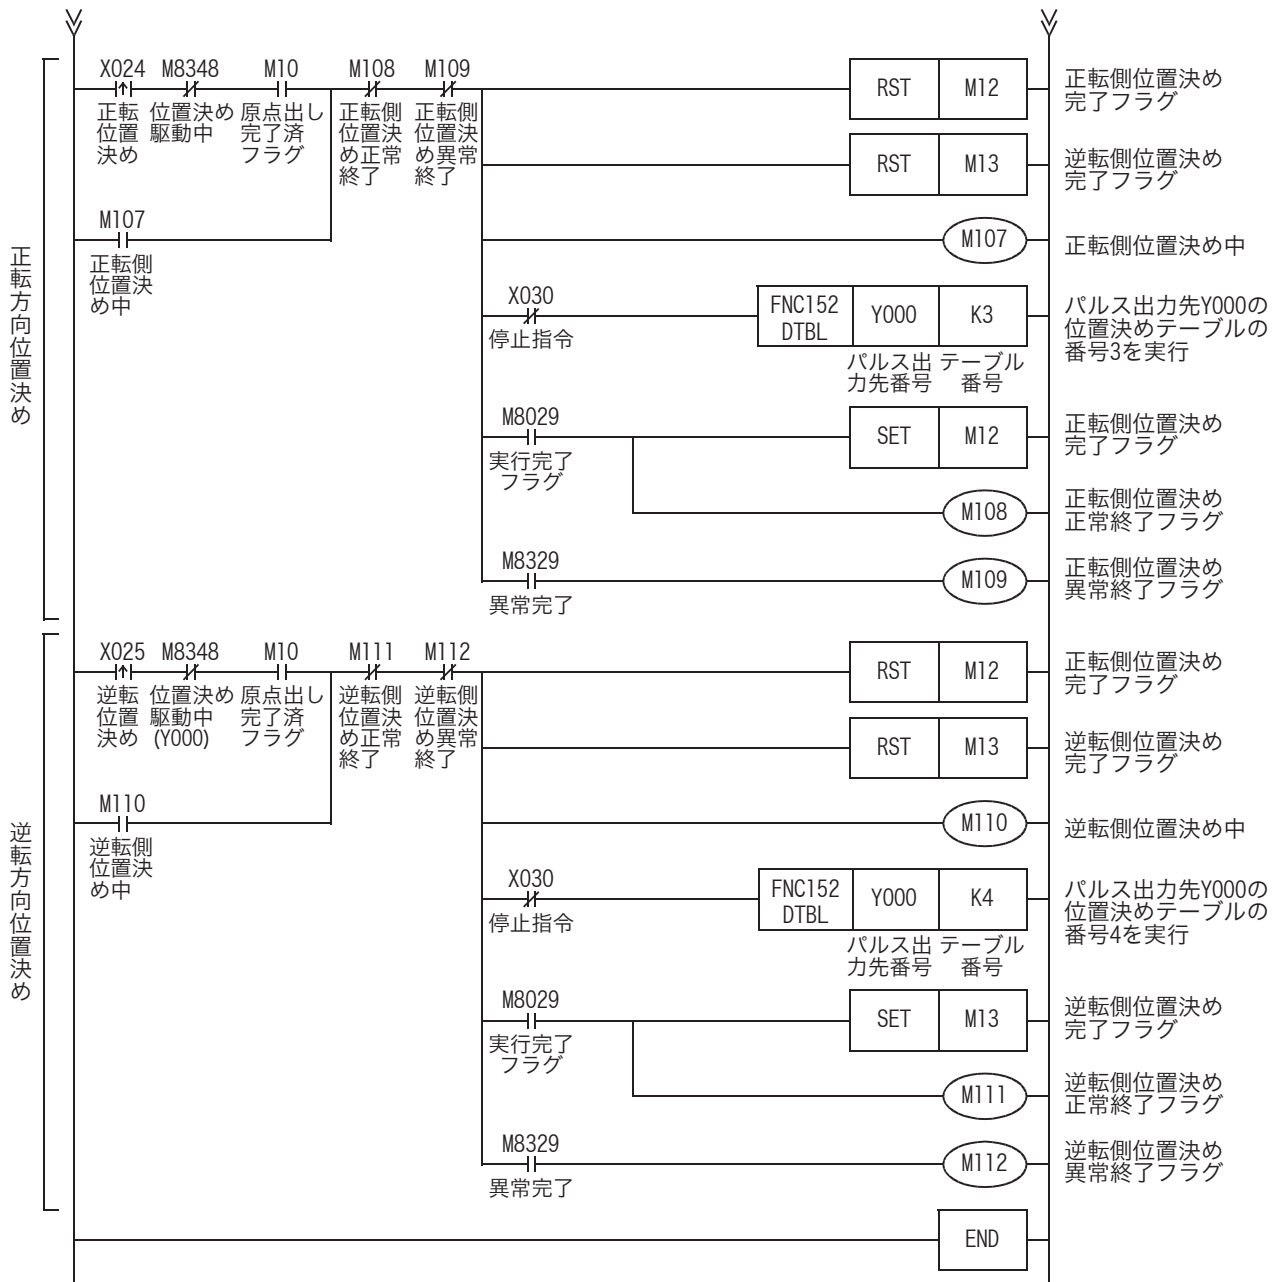 正転方向位置決め
X024 M8348 M10 M108 M109
正転
位置
決め
位置決め
駆動中
原点出し
完了済
フラグ
正転側
位置決
め正常
終了
正転側
位置決
め異常
終了
RST M12
正転側位置決め
完了フラグ
RST M13
逆転側位置決め
完了フラグ
M107
正転側
位置決
め中
M107
正転側位置決め中
X030
停止指令
FNC152
DTBL
Y000
K3
パルス出
力先番号
テーブル
番号
パルス出力先Y000の
位置決めテーブルの
番号3を実行
M8029
実行完了
フラグ
SET M12
正転側位置決め
完了フラグ
M108
正転側位置決め
正常終了フラグ
M8329
異常完了
M109
正転側位置決め
異常終了フラグ
逆転方向位置決め
X025 M8348 M10 M111 M112
逆転
位置
決め
位置決め
駆動中
(Y000)
原点出し
完了済
フラグ
逆転側
位置決
め正常
終了
逆転側
位置決
め異常
終了
RST M12
正転側位置決め
完了フラグ
RST M13
逆転側位置決め
完了フラグ
M110
逆転側
位置決
め中
M110
逆転側位置決め中
X030
停止指令
FNC152
DTBL
Y000
K4
パルス出
力先番号
テーブル
番号
パルス出力先Y000の
位置決めテーブルの
番号4を実行
M8029
実行完了
フラグ
SET M13
逆転側位置決め
完了フラグ
M111
逆転側位置決め
正常終了フラグ
M8329
異常完了
M112
逆転側位置決め
異常終了フラグ
END